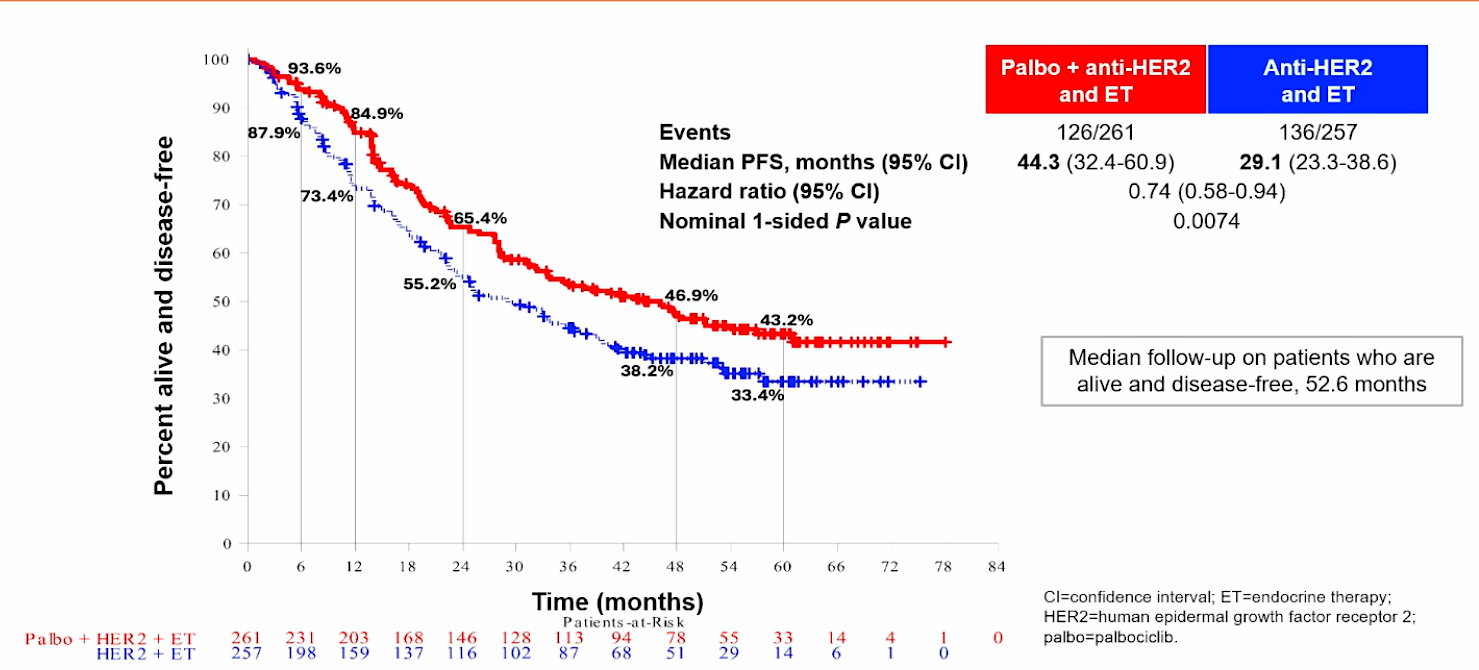 Palbo + anti-HER2
and ET
Anti-HER2
and ET
Events 126/261 136/257
Median PFS, months (95% CI) 44.3 (32.4-60.9) 29.1 (23.3-38.6)
Hazard ratio (95% CI) 0.74 (0.58-0.94)
Nominal 1-sided P value 0.0074
Percent alive and disease-free
100
90
80
70
60
50
40
30
20
10
0
93.6%
84.9%
87.9%
73.4%
65.4%
55.2%
46.9%
43.2%
38.2%
33.4%
0 6 12 18 24 30 36 42 48 54 60 66 72 78 84
Time (months)
Median follow-up on patients who are
alive and disease-free, 52.6 months
Patients-at-Risk
Palbo + HER2 + ET 261 231 203 168 146 128 113 94 78 55 33 14 4 1 0
HER2 + ET 257 198 159 137 116 102 87 68 51 29 14 6 1 0
CI=confidence interval; ET=endocrine therapy;
HER2=human epidermal growth factor receptor 2;
palbo=palbociclib.